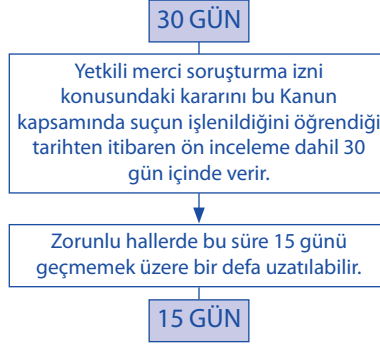 30 GÜN
Yetkili merci soruşturma izni
konusundaki kararını bu Kanun
kapsamında suçun işlenildiğini öğrendiği
tarihten itibaren ön inceleme dahil 30
gün içinde verir.
Zorunlu hallerde bu süre 15 günü
geçmemek üzere bir defa uzatılabilir.
15 GÜN